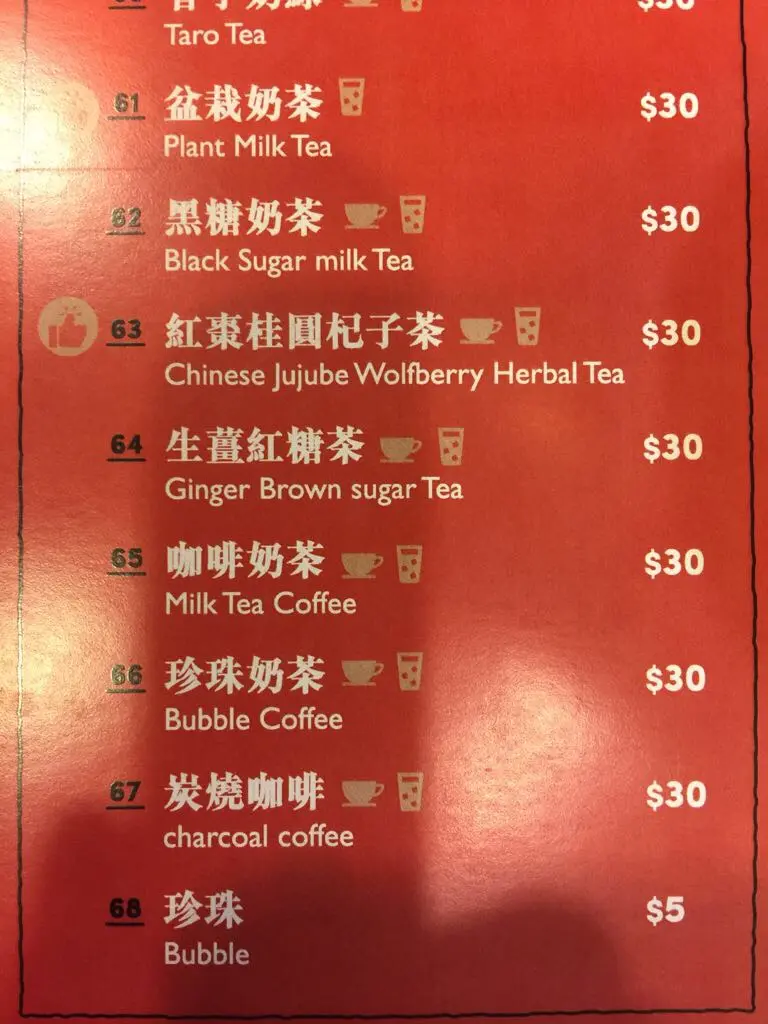 Taro Tea
61 盆栽奶茶 $30
Plant Milk Tea
62 黑糖奶茶 $30
Black Sugar milk Tea
63 紅棗桂圓杞子茶 $30
Chinese Jujube Wolfberry Herbal Tea
64 生薑紅糖茶 $30
Ginger Brown sugar Tea
65 咖啡奶茶 $30
Milk Tea Coffee
66 珍珠奶茶 $30
Bubble Coffee
67 炭燒咖啡 $30
charcoal coffee
68 珍珠 $5
Bubble